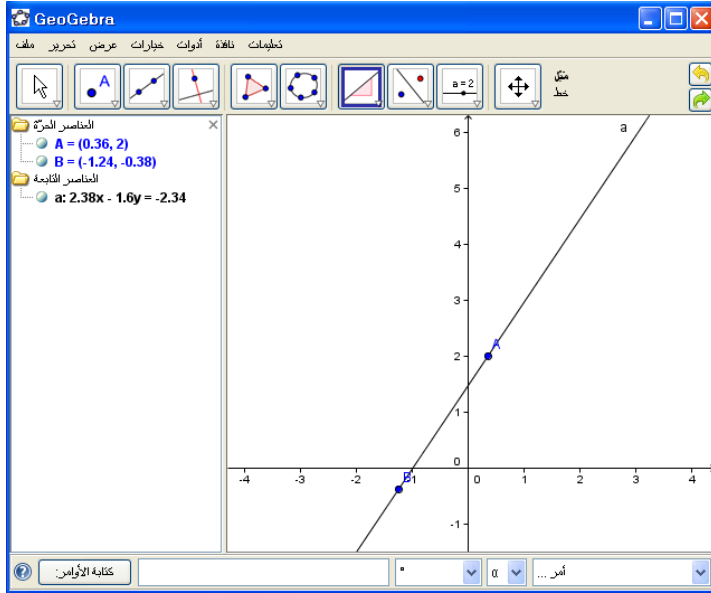 GeoGebra
ملف تحرير عرض خيارات أدوات نافذة تعليمات
A
a = 2
ميْل
خط
العناصر الحرّة
A = (0.36, 2)
B = (-1.24, -0.38)
العناصر التابعة
a: 2.38x - 1.6y = -2.34
a
6
5
4
3
2
A
1
0
B
-4 -3 -2 -1 0 1 2 3 4
-1
كتابة الأوامر:
°
α
أمر ...